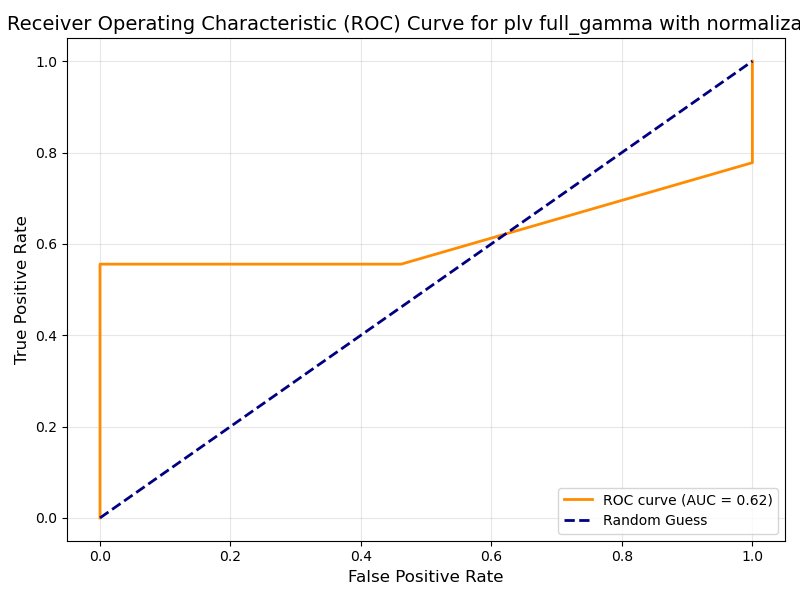 Receiver Operating Characteristic (ROC) Curve for plv full_gamma with normaliza
1.0
0.8
0.6
0.4
0.2
0.0
True Positive Rate
0.0 0.2 0.4 0.6 0.8 1.0
False Positive Rate
ROC curve (AUC = 0.62)
Random Guess